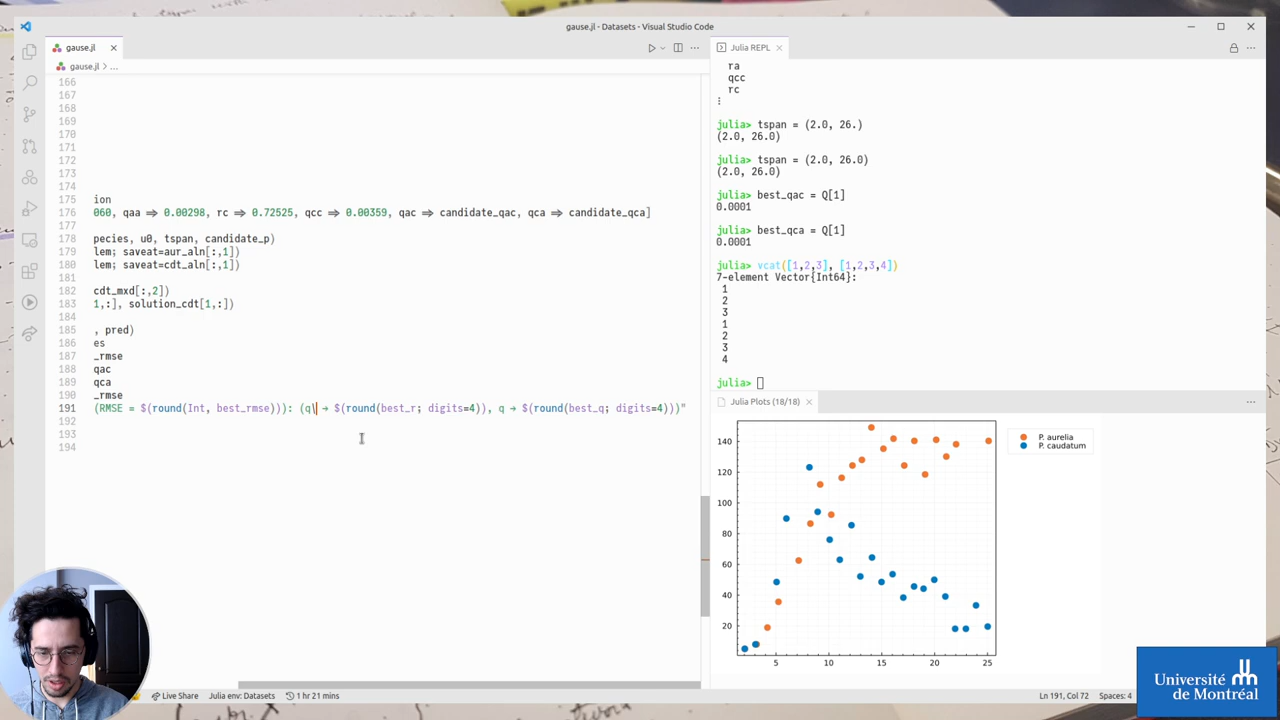 gause.jl - Datasets - Visual Studio Code
gause.jl
gause.jl > ...
166
167
168
169
170
171
172
173
174
175 ion
176 060, qaa => 0.00298, rc => 0.72525, qcc => 0.00359, qac => candidate_qac, qca => candidate_qca]
177
178 pecies, u0, tspan, candidate_p)
179 lem; saveat=aur_aln[:,1])
180 lem; saveat=cdt_aln[:,1])
181
182 cdt_mxd[:,2])
183 1,:], solution_cdt[1,:])
184
185 , pred)
186 es
187 _rmse
188 qac
189 qca
190 _rmse
191 (RMSE = $(round(Int, best_rmse))): (q\ → $(round(best_r; digits=4)), q → $(round(best_q; digits=4)))"
192
193
194
Live Share Julia env: Datasets 1 hr 21 mins
Julia REPL
ra
qcc
rc
⋮
julia> tspan = (2.0, 26.)
(2.0, 26.0)
julia> tspan = (2.0, 26.0)
(2.0, 26.0)
julia> best_qac = Q[1]
0.0001
julia> best_qca = Q[1]
0.0001
julia> vcat([1,2,3], [1,2,3,4])
7-element Vector{Int64}:
1
2
3
1
2
3
4
julia>
Julia Plots (18/18)
140
120
100
80
60
40
20
5 10 15 20 25
P. aurelia
P. caudatum
Ln 191, Col 72 Spaces: 4
Université
de Montréal